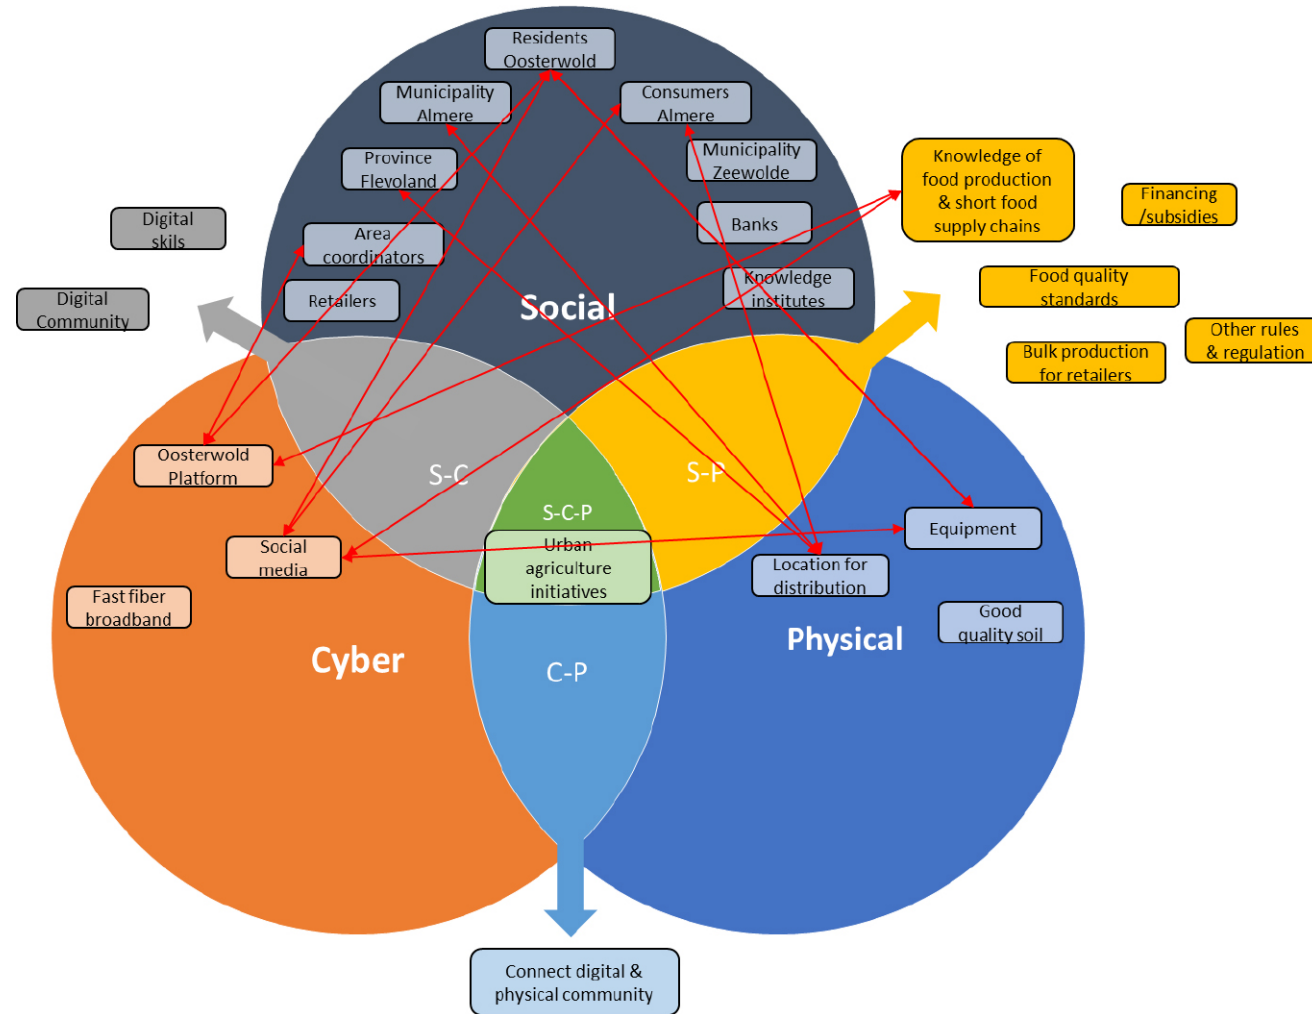 Residents
Oosterwold
Municipality
Almere
Consumers
Almere
Municipality
Zeewolde
Province
Flevoland
Banks
Area
coordinators
Knowledge
institutes
Retailers
Social
Digital
skils
Digital
Community
Knowledge of
food production
& short food
supply chains
Financing
/subsidies
Food quality
standards
Other rules
& regulation
Bulk production
for retailers
S-C
S-P
S-C-P
Urban
agriculture
initiatives
Oosterwold
Platform
Social
media
Fast fiber
broadband
Cyber
Equipment
Location for
distribution
Good
quality soil
Physical
C-P
Connect digital &
physical community